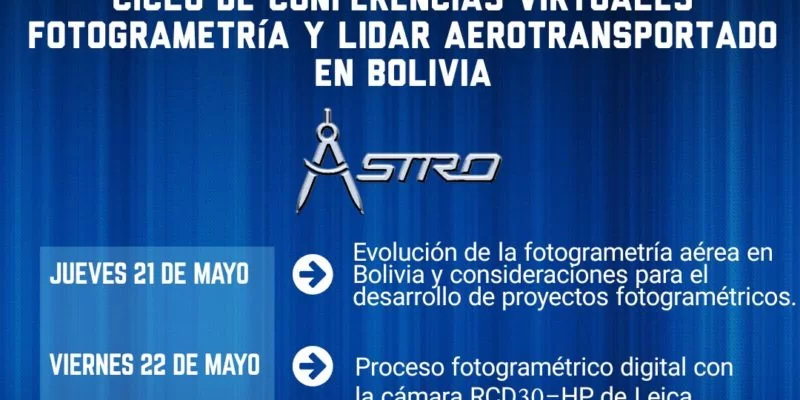 CICLO DE CONFERENCIAS VIRTUALES
FOTOGRAMETRÍA Y LIDAR AEROTRANSPORTADO
EN BOLIVIA
ASTRO
JUEVES 21 DE MAYO
Evolución de la fotogrametría aérea en
Bolivia y consideraciones para el
desarrollo de proyectos fotogramétricos.
VIERNES 22 DE MAYO
Proceso fotogramétrico digital con
la cámara RCD30-HP de Leica